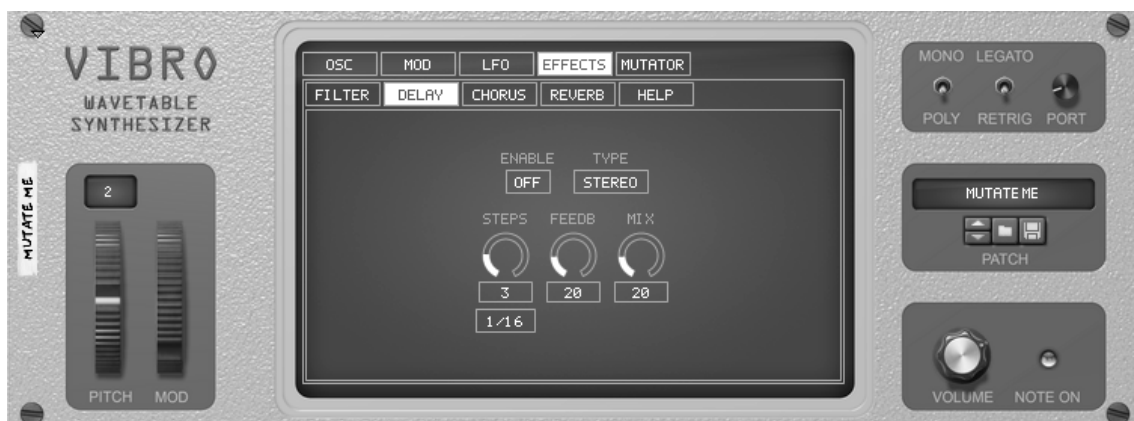 VIBRO
WAVETABLE
SYNTHESIZER
MUTATE ME
2
PITCH MOD
OSC MOD LFO EFFECTS MUTATOR
FILTER DELAY CHORUS REVERB HELP
ENABLE TYPE
OFF STEREO
STEPS FEEDB MIX
3 20 20
1/16
MONO LEGATO
POLY RETRIG PORT
MUTATE ME
PATCH
VOLUME NOTE ON